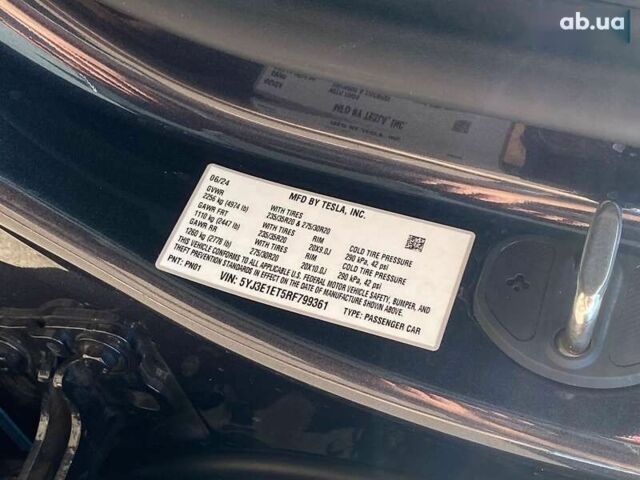 ab.ua
MFD BY TESLA, INC.
06/24
GVWR
2256 kg (4974 lb)
WITH TIRES
235/35R20 & 275/30R20
GAWR FRT
1110 kg (2447 lb)
WITH TIRES
235/35R20
RIM
20X9.0J
COLD TIRE PRESSURE
290 kPa, 42 psi
GAWR RR
1260 kg (2778 lb)
WITH TIRES
275/30R20
RIM
20X10.0J
COLD TIRE PRESSURE
290 kPa, 42 psi
THIS VEHICLE CONFORMS TO ALL APPLICABLE U.S. FEDERAL MOTOR VEHICLE SAFETY, BUMPER, AND
THEFT PREVENTION STANDARDS IN EFFECT ON THE DATE OF MANUFACTURE SHOWN ABOVE.
PNT: PN01
VIN: 5YJ3E1ET5RF799361
TYPE: PASSENGER CAR